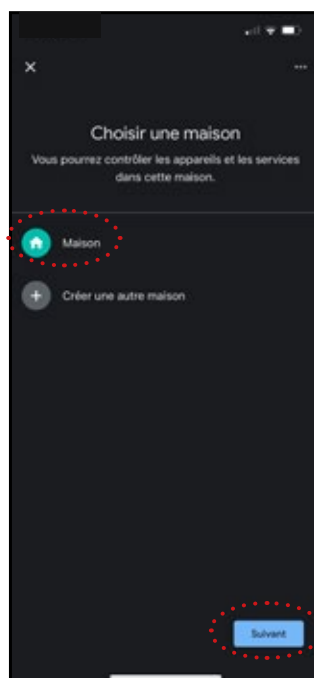 Choisir une maison
Vous pourrez contrôler les appareils et les services
dans cette maison.
Maison
Créer une autre maison
Suivant